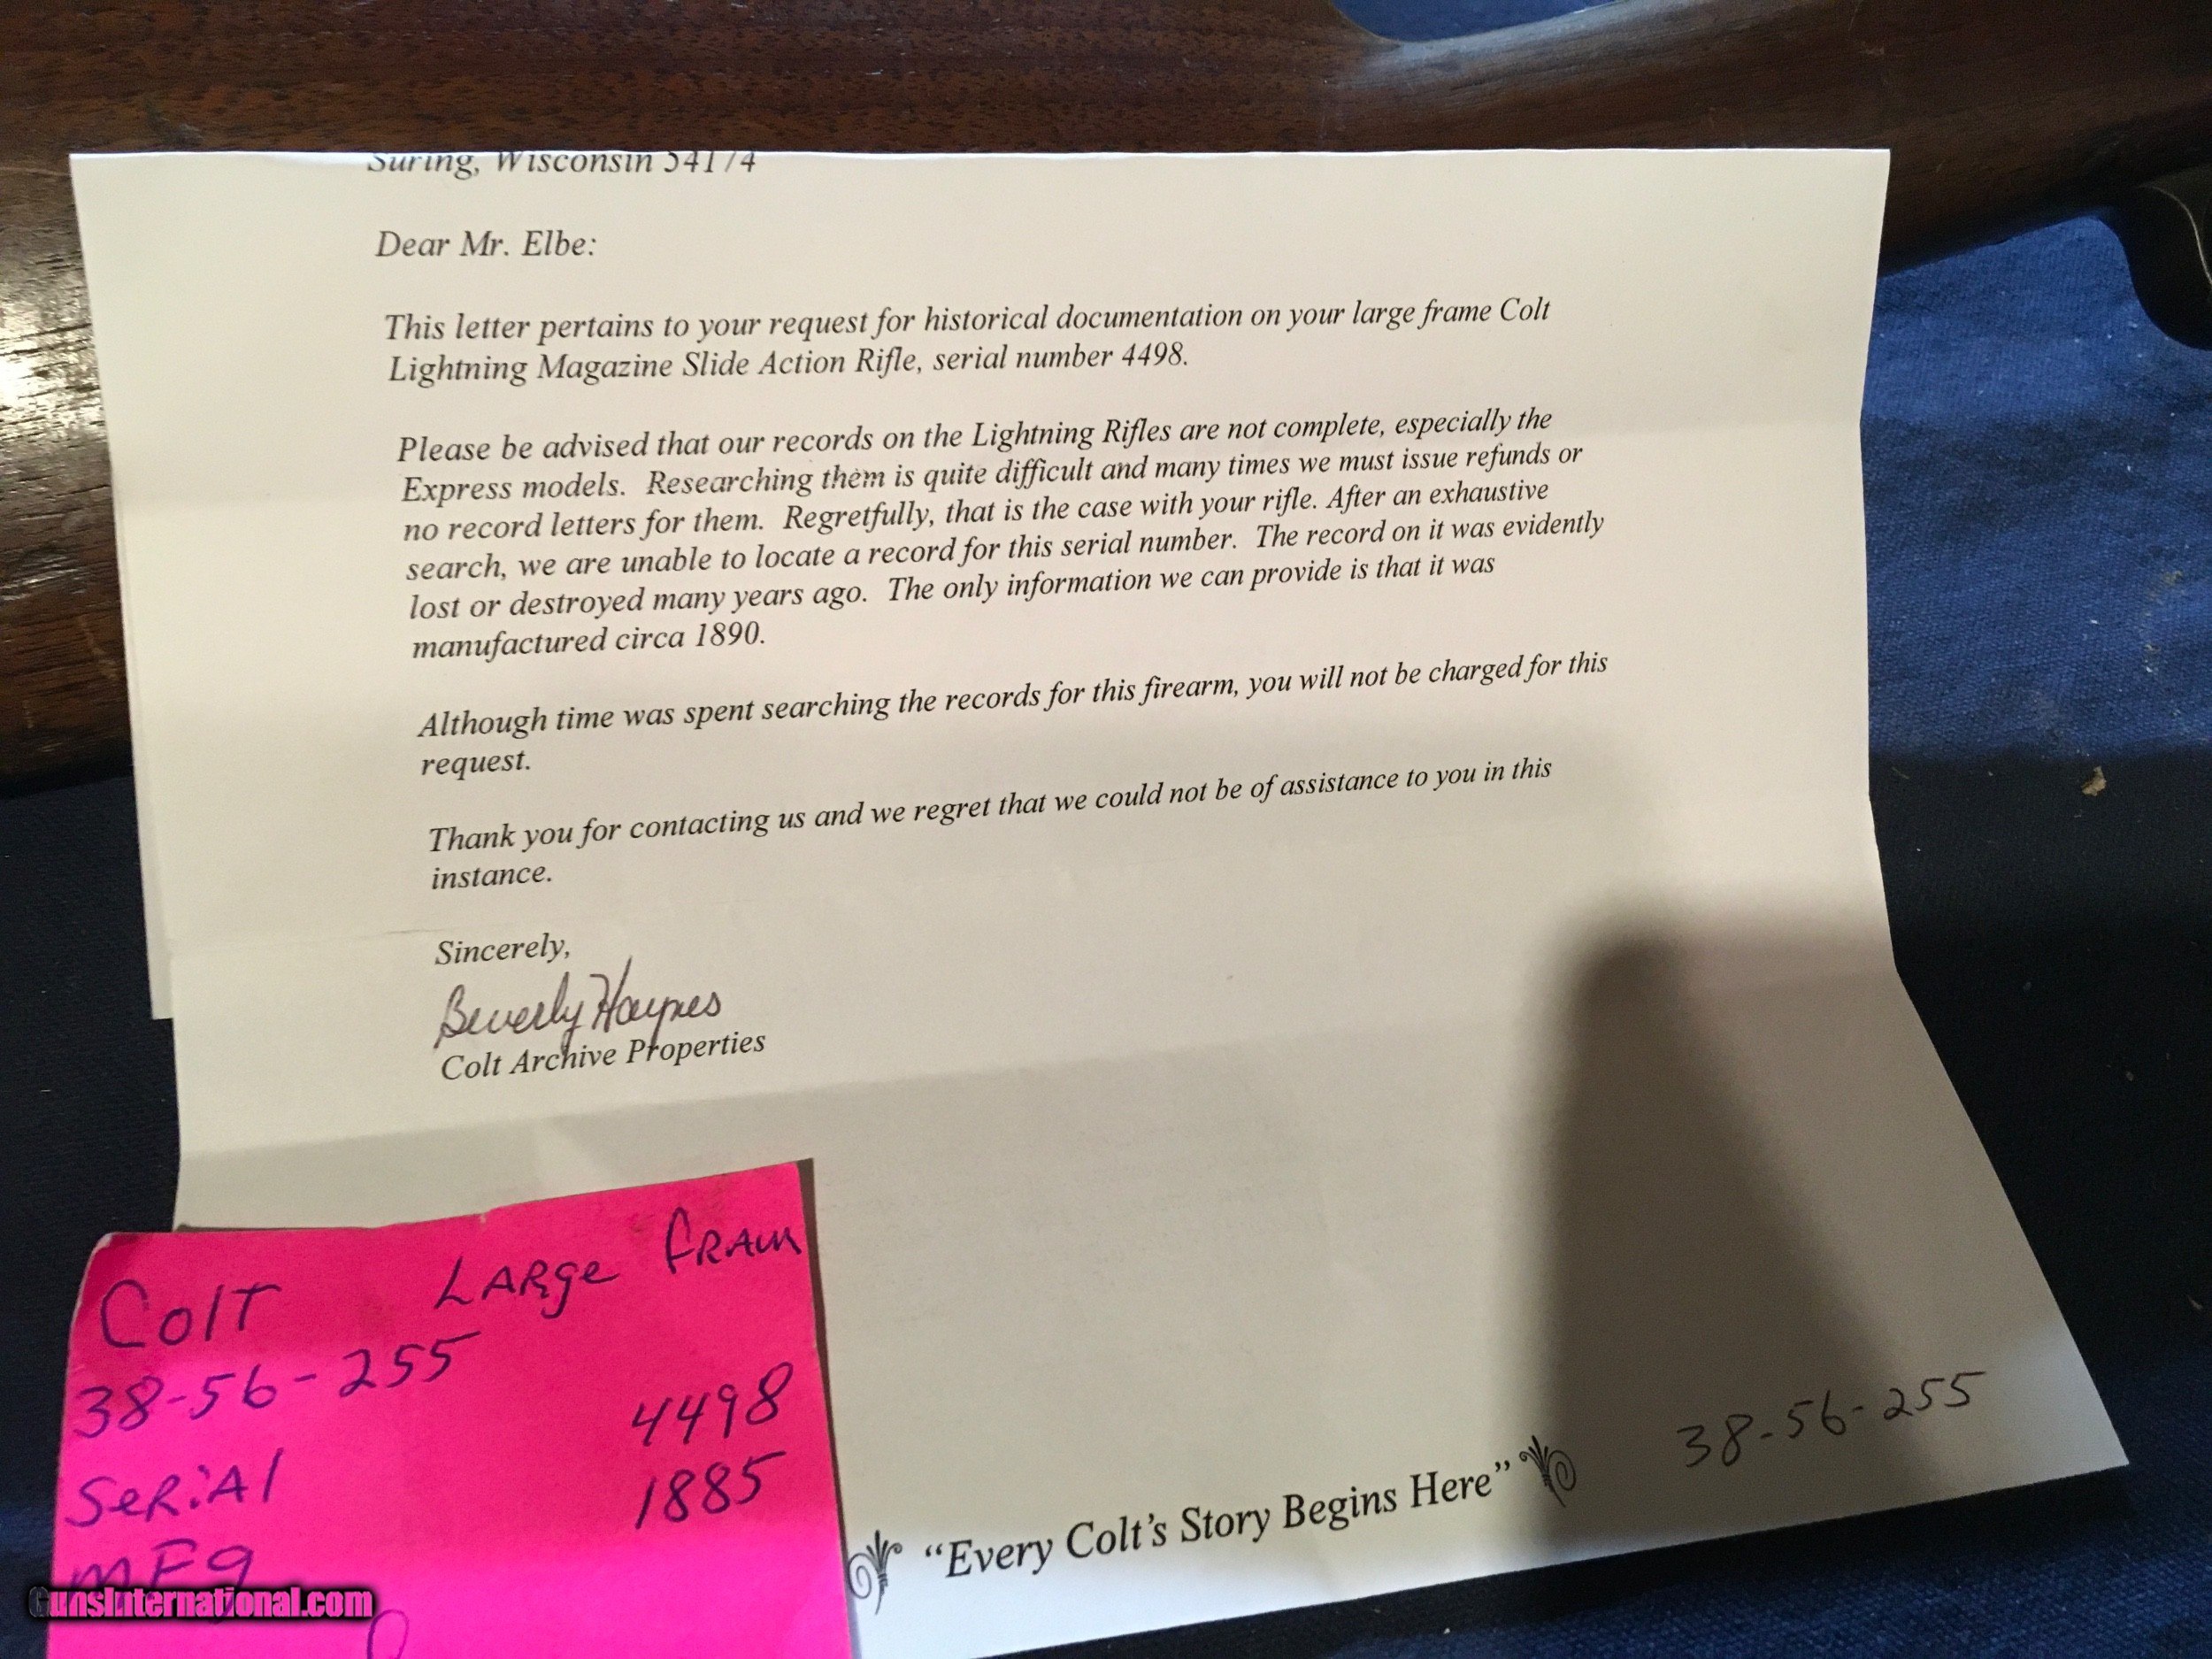 Suring, Wisconsin 54174
Dear Mr. Elbe:
This letter pertains to your request for historical documentation on your large frame Colt
Lightning Magazine Slide Action Rifle, serial number 4498.
Please be advised that our records on the Lightning Rifles are not complete, especially the
Express models. Researching them is quite difficult and many times we must issue refunds or
no record letters for them. Regretfully, that is the case with your rifle. After an exhaustive
search, we are unable to locate a record for this serial number. The record on it was evidently
lost or destroyed many years ago. The only information we can provide is that it was
manufactured circa 1890.
Although time was spent searching the records for this firearm, you will not be charged for this
request.
Thank you for contacting us and we regret that we could not be of assistance to you in this
instance.
Sincerely,
Beverly Haynes
Colt Archive Properties
Colt Large Fram
38-56-255
Serial 4498
mFg 1885
"Every Colt's Story Begins Here"
38-56-255
GunsInternational.com